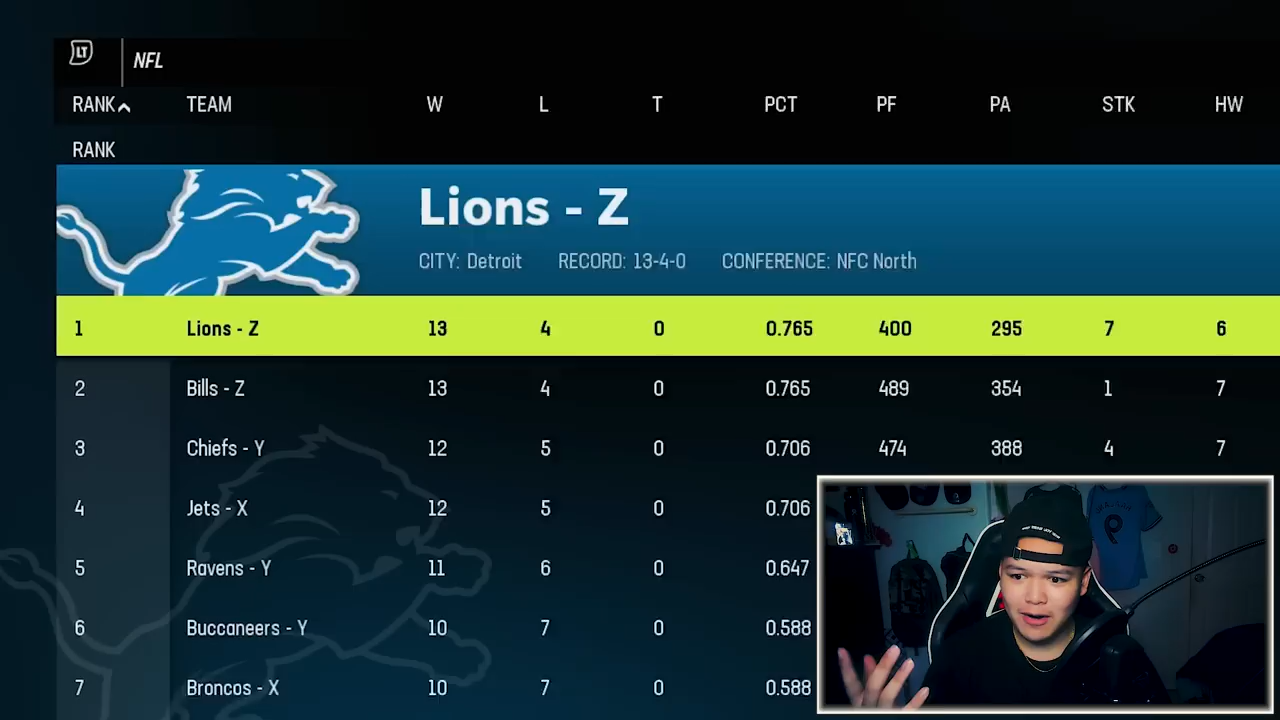 LT NFL
RANK TEAM W L T PCT PF PA STK HW
RANK
Lions - Z
CITY: Detroit RECORD: 13-4-0 CONFERENCE: NFC North
1 Lions - Z 13 4 0 0.765 400 295 7 6
2 Bills - Z 13 4 0 0.765 489 354 1 7
3 Chiefs - Y 12 5 0 0.706 474 388 4 7
4 Jets - X 12 5 0 0.706
5 Ravens - Y 11 6 0 0.647
6 Buccaneers - Y 10 7 0 0.588
7 Broncos - X 10 7 0 0.588
9